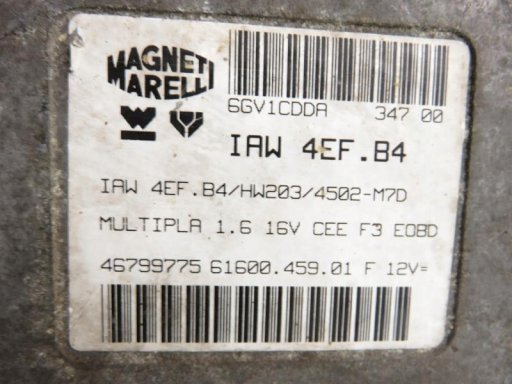 MAGNETI
MARELLI
6GV1CDDA 347 00
IAW 4EF.B4
IAW 4EF.B4/HW203/4502-M7D
MULTIPLA 1.6 16V CEE F3 EOBD
46799775 61600.459.01 F 12V=